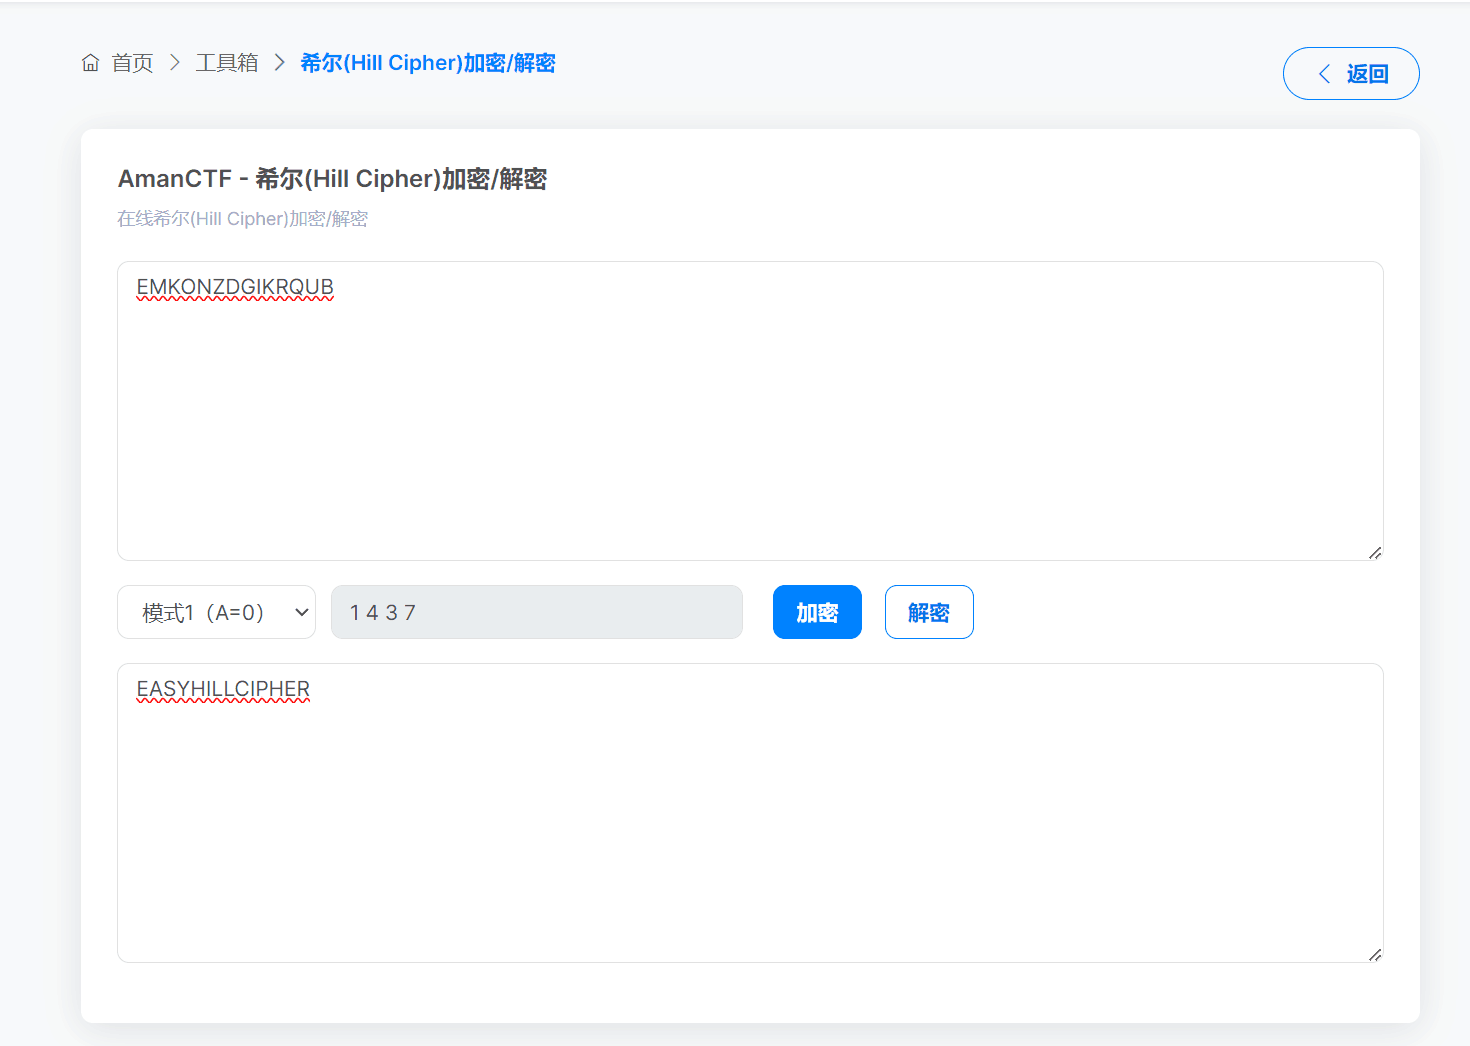 首页 > 工具箱 > 希尔(Hill Cipher)加密/解密
返回
AmanCTF - 希尔(Hill Cipher)加密/解密
在线希尔(Hill Cipher)加密/解密
EMKONZDGIKRQUB
模式1（A=0） 1 4 3 7 加密 解密
EASYHILLCIPHER